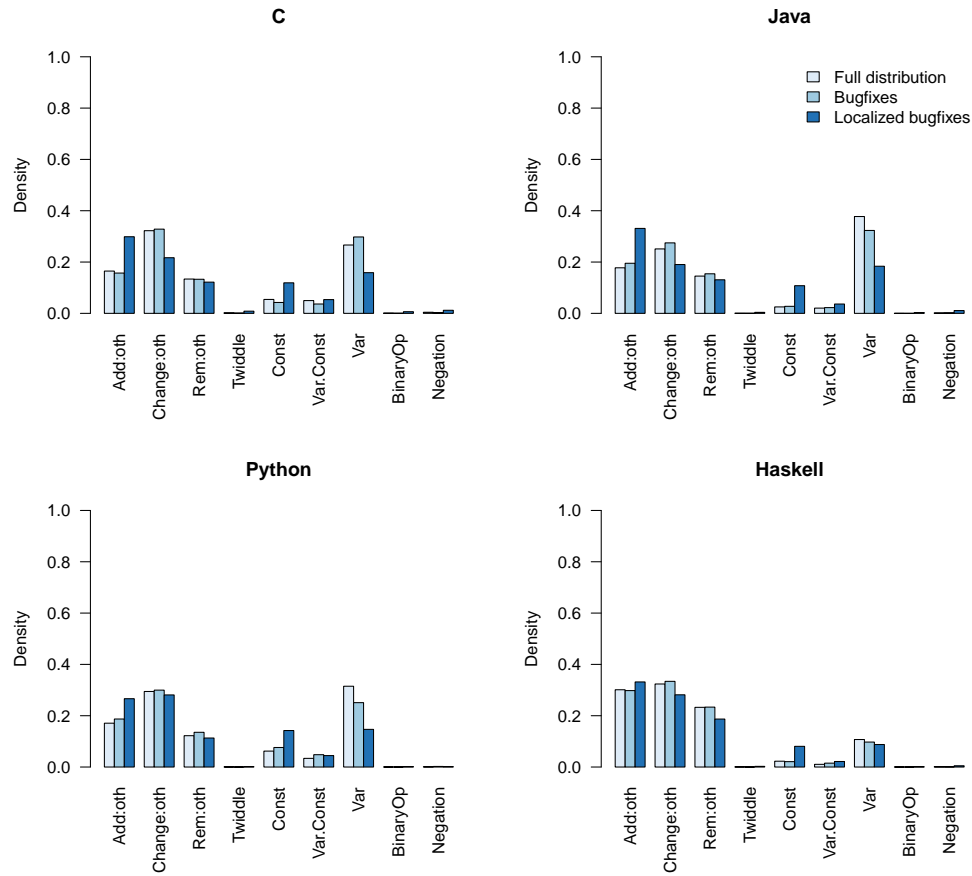 C
Java
1.0
0.8
0.6
0.4
0.2
0.0
Density
Add:oth
Change:oth
Rem:oth
Twiddle
Const
Var.Const
Var
BinaryOp
Negation
1.0
0.8
0.6
0.4
0.2
0.0
Density
Full distribution
Bugfixes
Localized bugfixes
Add:oth
Change:oth
Rem:oth
Twiddle
Const
Var.Const
Var
BinaryOp
Negation
Python
Haskell
1.0
0.8
0.6
0.4
0.2
0.0
Density
Add:oth
Change:oth
Rem:oth
Twiddle
Const
Var.Const
Var
BinaryOp
Negation
1.0
0.8
0.6
0.4
0.2
0.0
Density
Add:oth
Change:oth
Rem:oth
Twiddle
Const
Var.Const
Var
BinaryOp
Negation